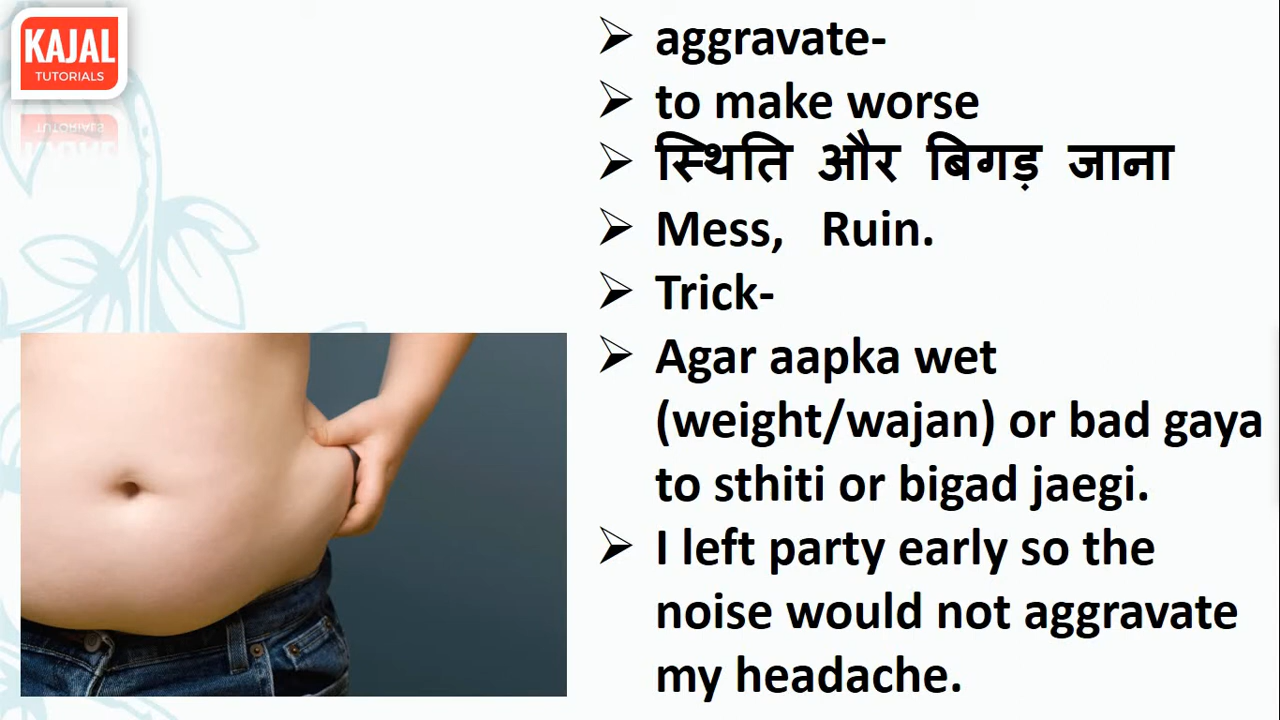 KAJAL
TUTORIALS
aggravate-
to make worse
स्थिति और बिगड़ जाना
Mess, Ruin.
Trick-
Agar aapka wet
(weight/wajan) or bad gaya
to sthiti or bigad jaegi.
I left party early so the
noise would not aggravate
my headache.